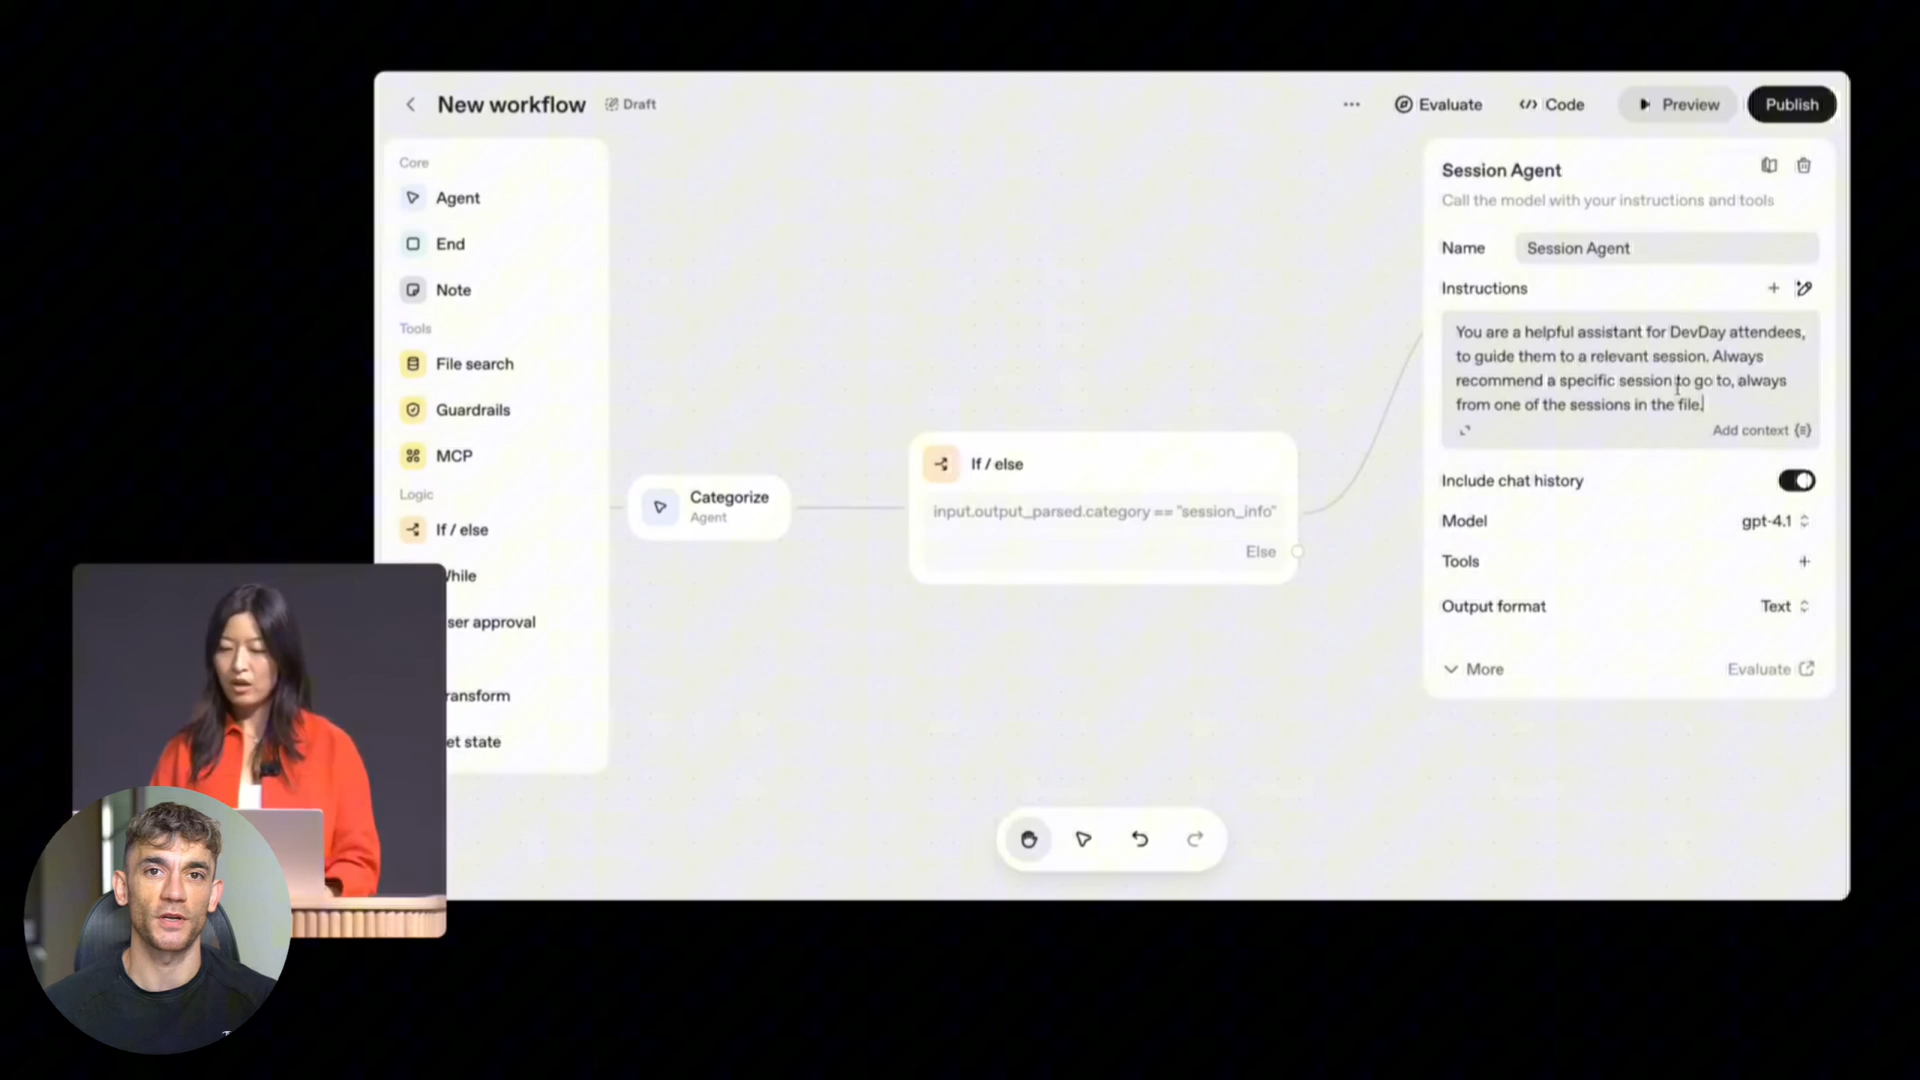 New workflow
Draft
Evaluate
Code
Preview
Publish
Core
Agent
End
Note
Tools
File search
Guardrails
MCP
Logic
If / else
hile
ser approval
ransform
et state
Categorize
Agent
If / else
input.output_parsed.category == "session_info"
Else
Session Agent
Call the model with your instructions and tools
Name
Session Agent
Instructions
You are a helpful assistant for DevDay attendees,
to guide them to a relevant session. Always
recommend a specific session to go to, always
from one of the sessions in the file.
Add context
Include chat history
Model
gpt-4.1
Tools
Output format
Text
More
Evaluate